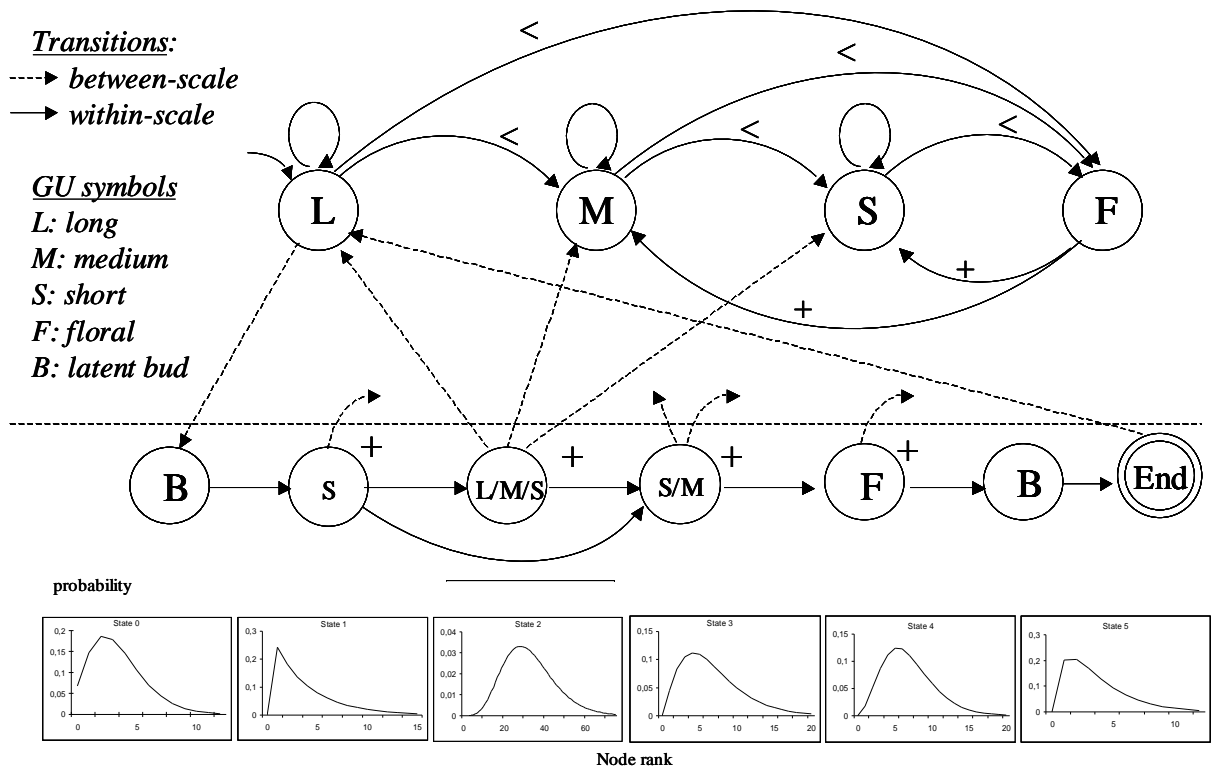 Transitions:
between-scale
within-scale
GU symbols
L: long
M: medium
S: short
F: floral
B: latent bud
<
<
<
<
<
L
M
S
F
+
+
+
+
+
+
B
s
L/M/S
S/M
F
B
End
probability
State 0
0,2
0,15
0,1
0,05
0
0 5 10
State 1
0,3
0,2
0,1
0
0 5 10 15
State 2
0,04
0,03
0,02
0,01
0
0 20 40 60
State 3
0,15
0,1
0,05
0
0 5 10 15 20
State 4
0,15
0,1
0,05
0
0 5 10 15 20
State 5
0,3
0,2
0,1
0
0 5 10
Node rank